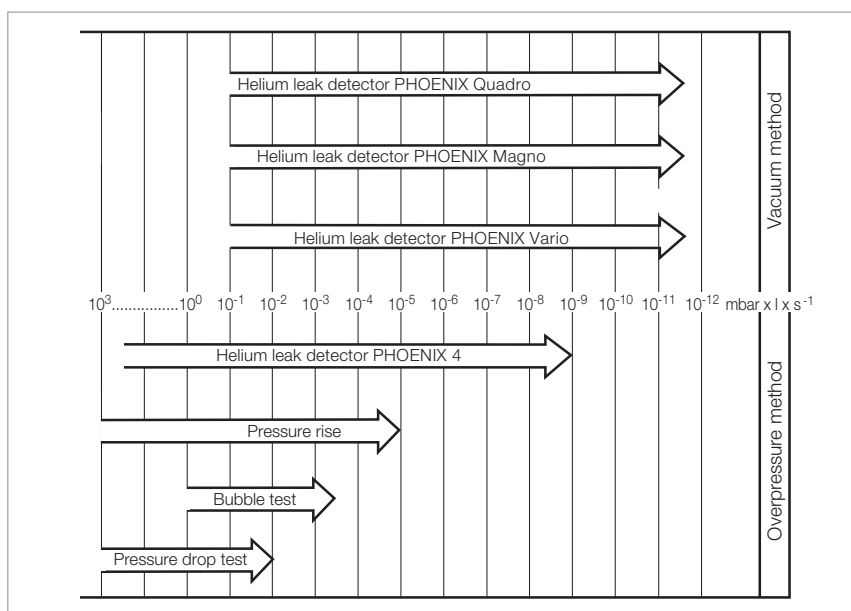 Helium leak detector PHOENIX Quadro
Helium leak detector PHOENIX Magno
Helium leak detector PHOENIX Vario
Vacuum method
10³................10⁰ 10⁻¹ 10⁻² 10⁻³ 10⁻⁴ 10⁻⁵ 10⁻⁶ 10⁻⁷ 10⁻⁸ 10⁻⁹ 10⁻¹⁰ 10⁻¹¹ 10⁻¹² mbar x l x s⁻¹
Helium leak detector PHOENIX 4
Pressure rise
Bubble test
Pressure drop test
Overpressure method